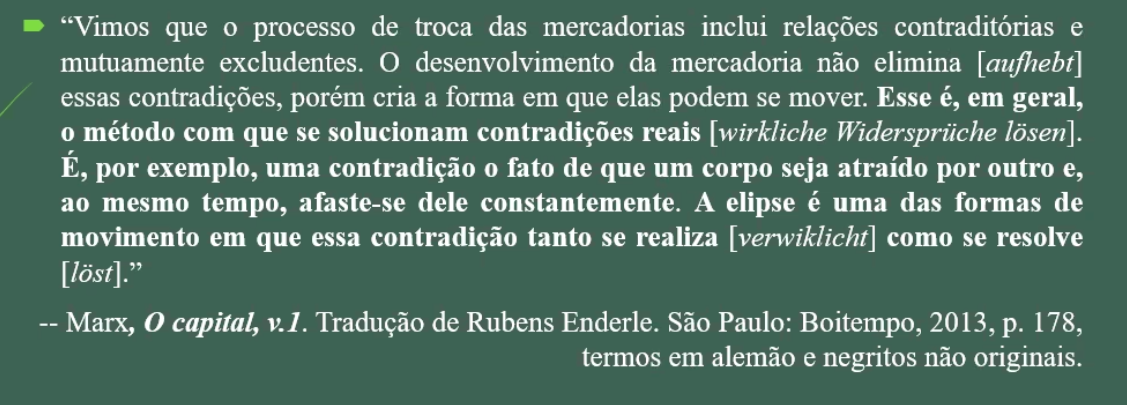 “Vimos que o processo de troca das mercadorias inclui relações contraditórias e
mutuamente excludentes. O desenvolvimento da mercadoria não elimina [aufhebt]
essas contradições, porém cria a forma em que elas podem se mover. Esse é, em geral,
o método com que se solucionam contradições reais [wirkliche Widersprüche lösen].
É, por exemplo, uma contradição o fato de que um corpo seja atraído por outro e,
ao mesmo tempo, afaste-se dele constantemente. A elipse é uma das formas de
movimento em que essa contradição tanto se realiza [verwiklicht] como se resolve
[löst].”
-- Marx, O capital, v.1. Tradução de Rubens Enderle. São Paulo: Boitempo, 2013, p. 178,
termos em alemão e negritos não originais.